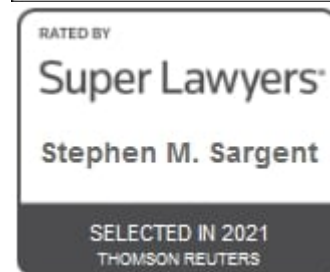 RATED BY
Super Lawyers
Stephen M. Sargent
SELECTED IN 2021
THOMSON REUTERS